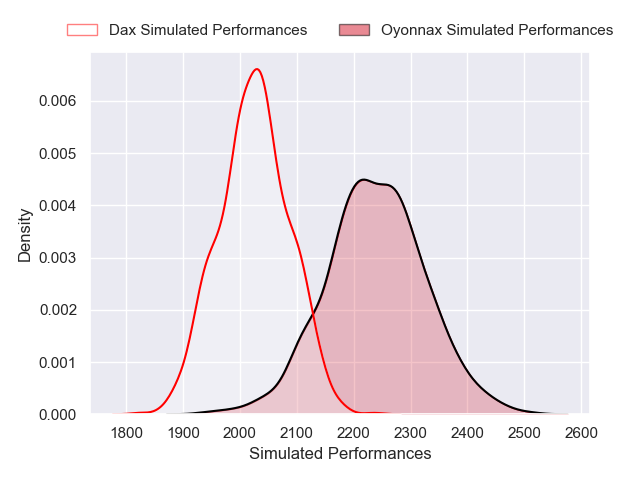 Dax Simulated Performances Oyonnax Simulated Performances
0.006
0.005
0.004
0.003
0.002
0.001
0.000
Density
1800 1900 2000 2100 2200 2300 2400 2500 2600
Simulated Performances